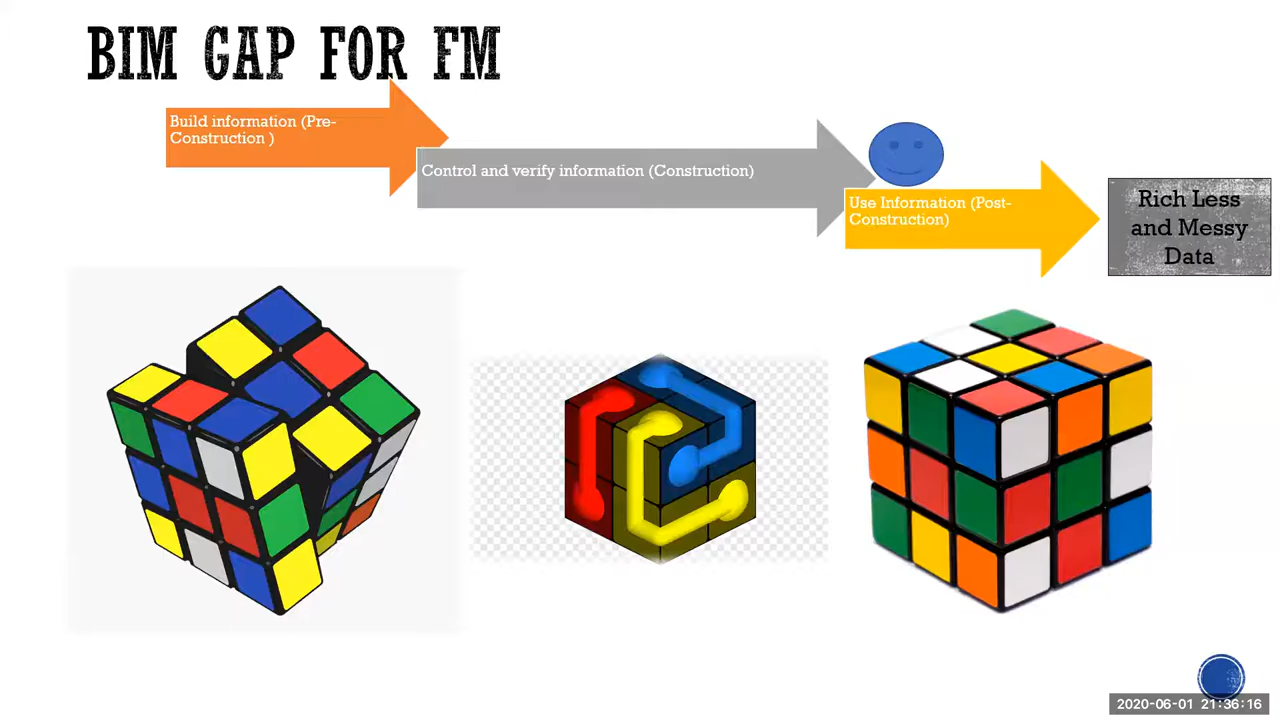 BIM GAP FOR FM
Build information (Pre-
Construction )
Control and verify information (Construction)
Use Information (Post-
Construction)
Rich Less
and Messy
Data
2020-06-01 21:36:16